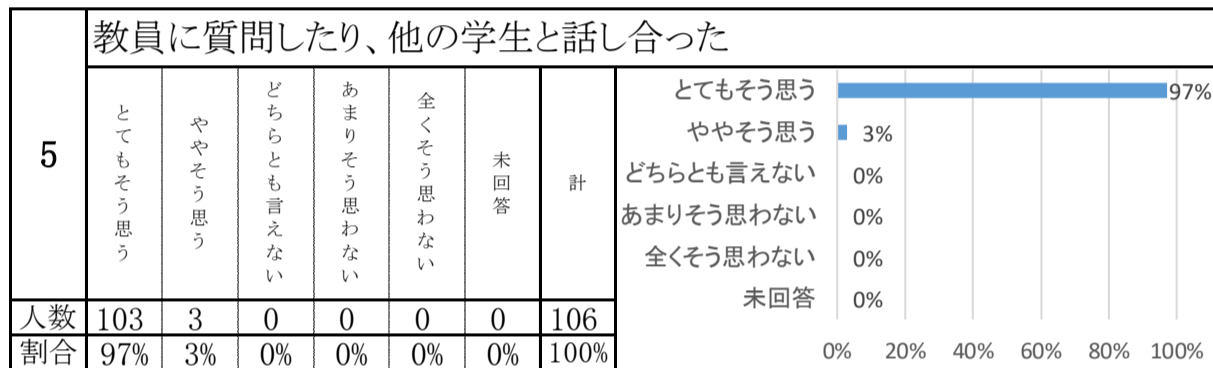 5
教員に質問したり、他の学生と話し合った
とてもそう思う
ややそう思う
どちらとも言えない
あまりそう思わない
全くそう思わない
未回答
計
人数 103 3 0 0 0 0 106
割合 97% 3% 0% 0% 0% 0% 100%
とてもそう思う 97%
ややそう思う 3%
どちらとも言えない 0%
あまりそう思わない 0%
全くそう思わない 0%
未回答 0%
0% 20% 40% 60% 80% 100%